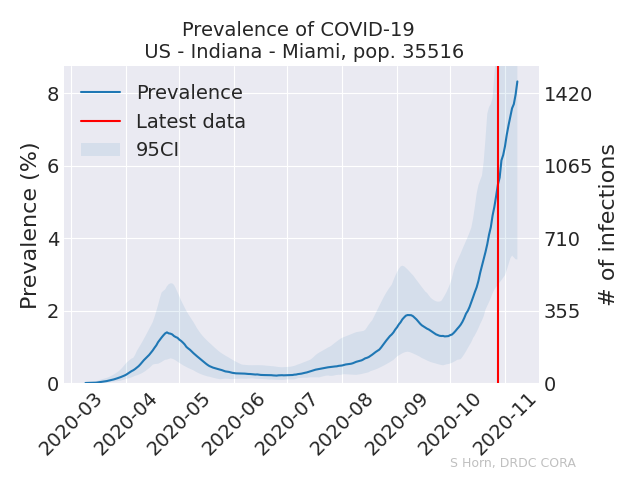 Prevalence of COVID-19
US - Indiana - Miami, pop. 35516
Prevalence
Latest data
95CI
Prevalence (%)
8
6
4
2
0
# of infections
1420
1065
710
355
0
2020-03
2020-04
2020-05
2020-06
2020-07
2020-08
2020-09
2020-10
2020-11
S Horn, DRDC CORA